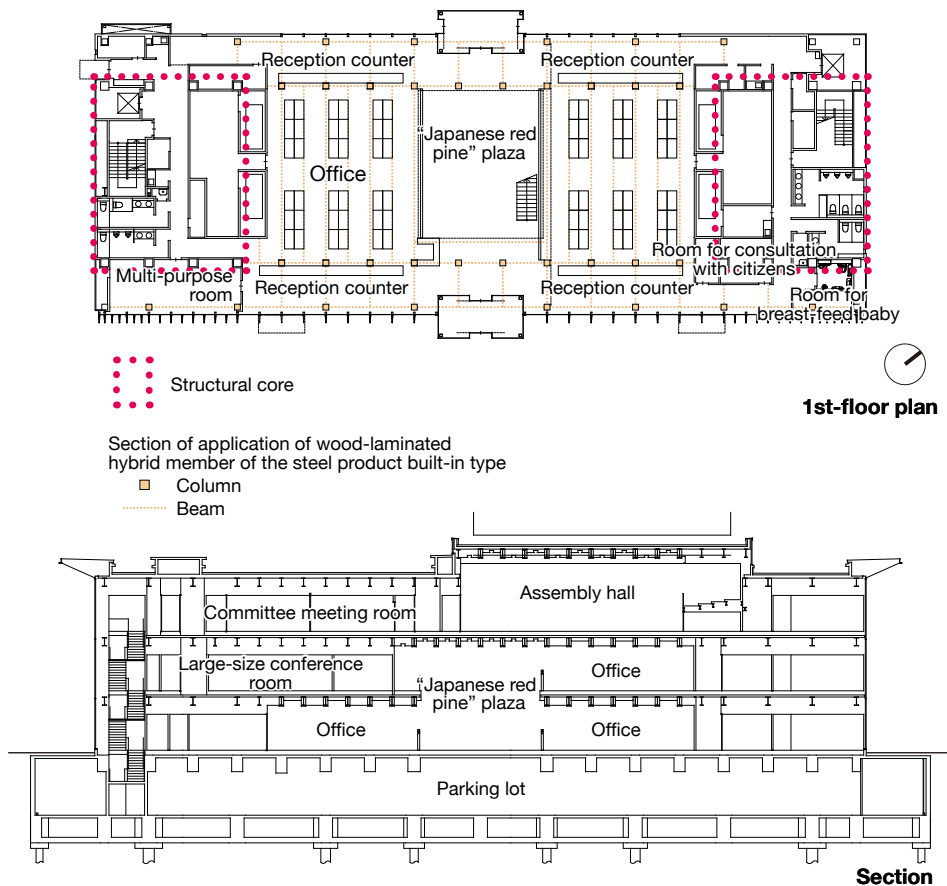 Reception counter
Reception counter
“Japanese red
pine” plaza
Office
Room for consultation
with citizens
Multi-purpose
room
Reception counter
Reception counter
Room for
breast-feed baby
Structural core
1st-floor plan
Section of application of wood-laminated
hybrid member of the steel product built-in type
Column
Beam
Assembly hall
Committee meeting room
Large-size conference
room
Office
“Japanese red
pine” plaza
Office
Office
Parking lot
Section